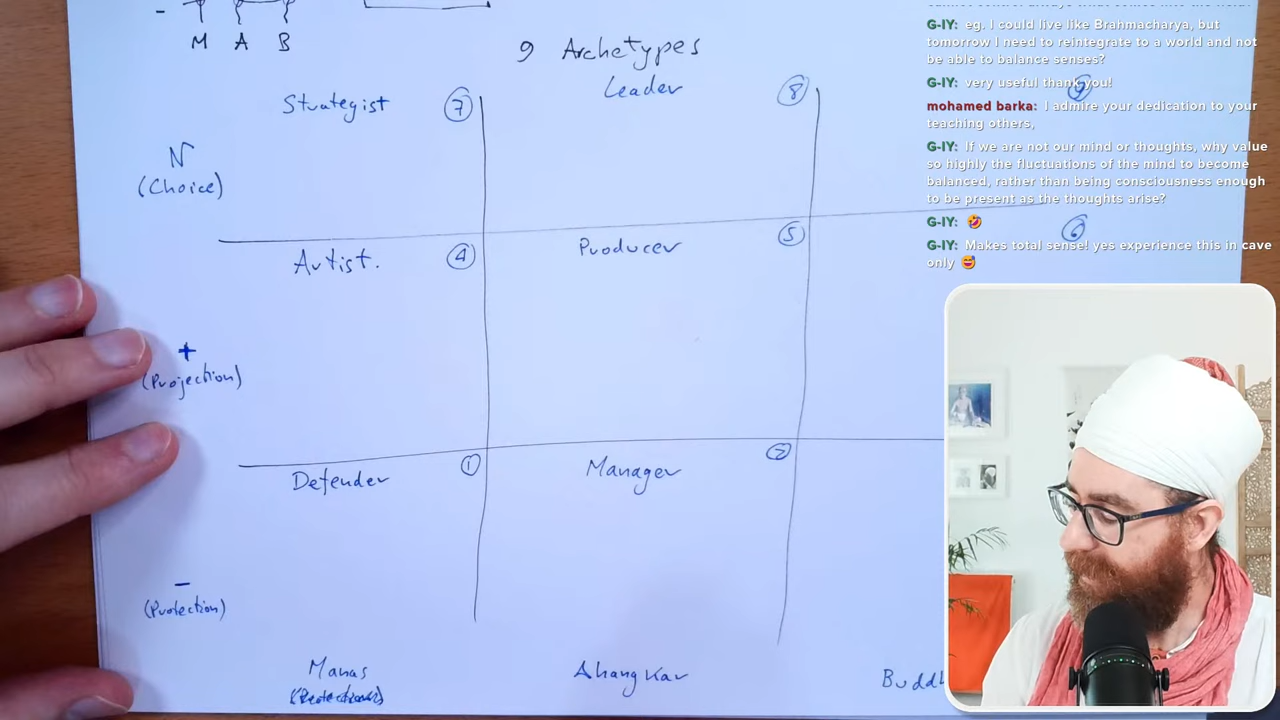 -
M A B
9 Archetypes
Strategist 7
Leader 8
9
N
(Choice)
Artist. 4
Producer 5
6
+
(Projection)
Defender 1
Manager 2
-
(Protection)
Manas
Ahangkar
G-IY: eg. I could live like Brahmacharya, but
tomorrow I need to reintegrate to a world and not
be able to balance senses?
G-IY: very useful thank you!
mohamed barka: I admire your dedication to your
teaching others,
G-IY: If we are not our mind or thoughts, why value
so highly the fluctuations of the mind to become
balanced, rather than being consciousness enough
to be present as the thoughts arise?
G-IY: 🤣
G-IY: Makes total sense! yes experience this in cave
only 😅